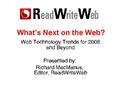 ReadWriteWeb
What's Next on the Web?
Web Technology Trends for 2008
and Beyond
Presented by:
Richard MacManus,
Editor, ReadWriteWeb